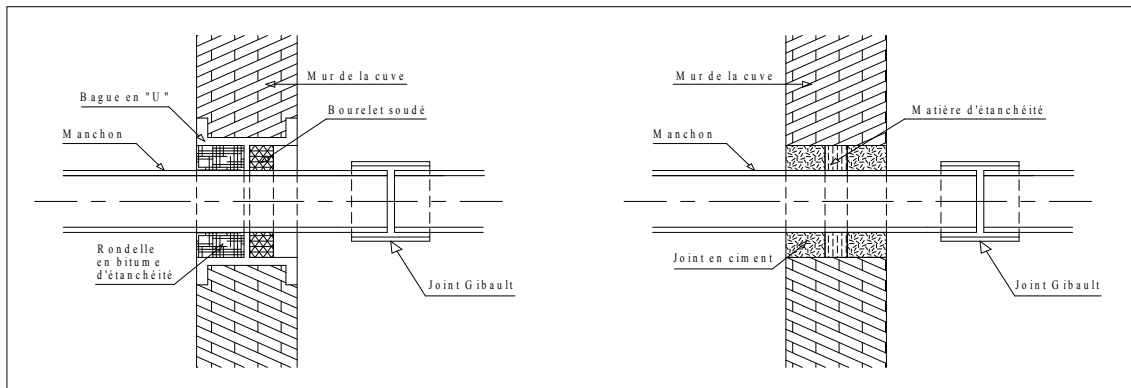 Mur de la cuve
Bague en "U"
Bourelet soudé
Manchon
Rondelle
en bitume
d'étanchéité
Joint Gibault
Mur de la cuve
Matière d'étanchéité
Manchon
Joint en ciment
Joint Gibault